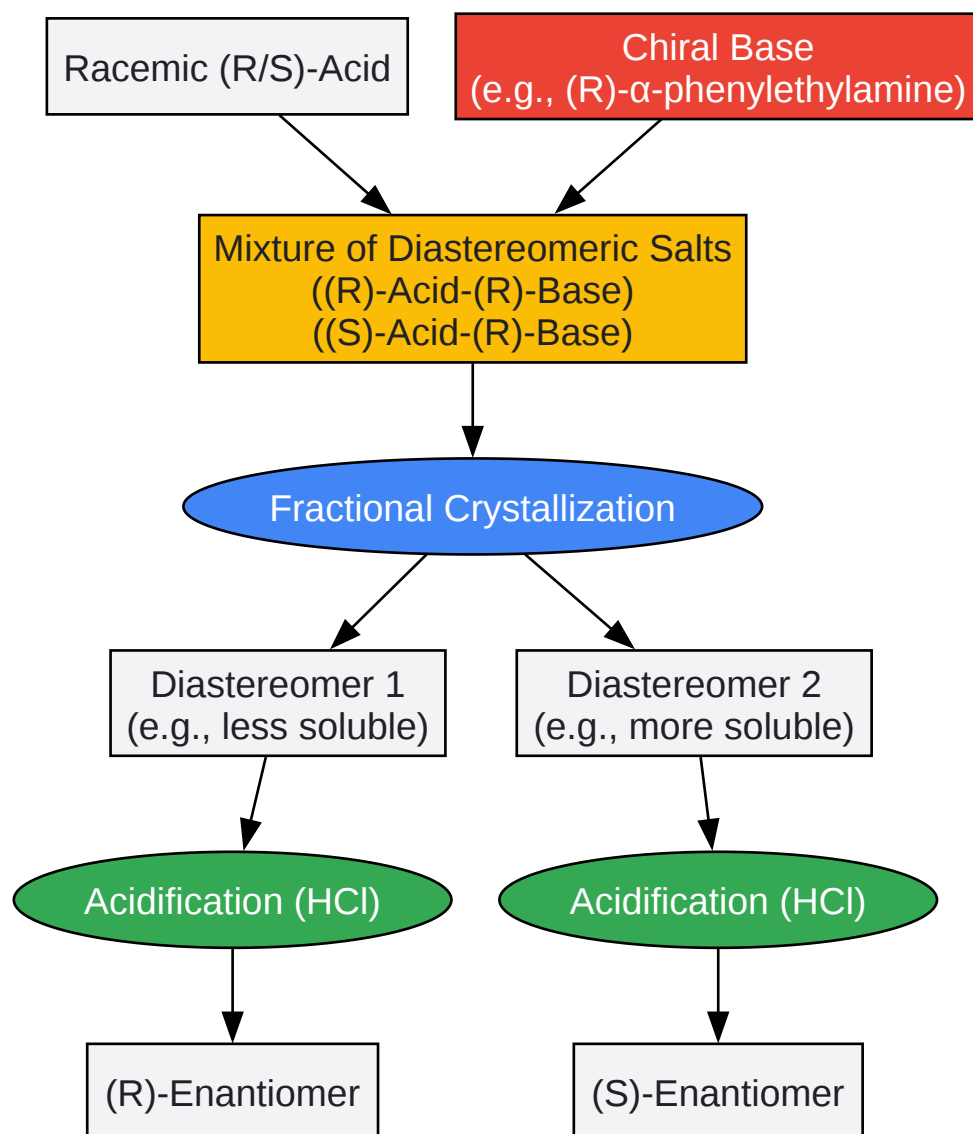 Racemic (R/S)-Acid
Chiral Base
(e.g., (R)-α-phenylethylamine)
Mixture of Diastereomeric Salts
((R)-Acid-(R)-Base)
((S)-Acid-(R)-Base)
Fractional Crystallization
Diastereomer 1
(e.g., less soluble)
Diastereomer 2
(e.g., more soluble)
Acidification (HCl)
Acidification (HCl)
(R)-Enantiomer
(S)-Enantiomer